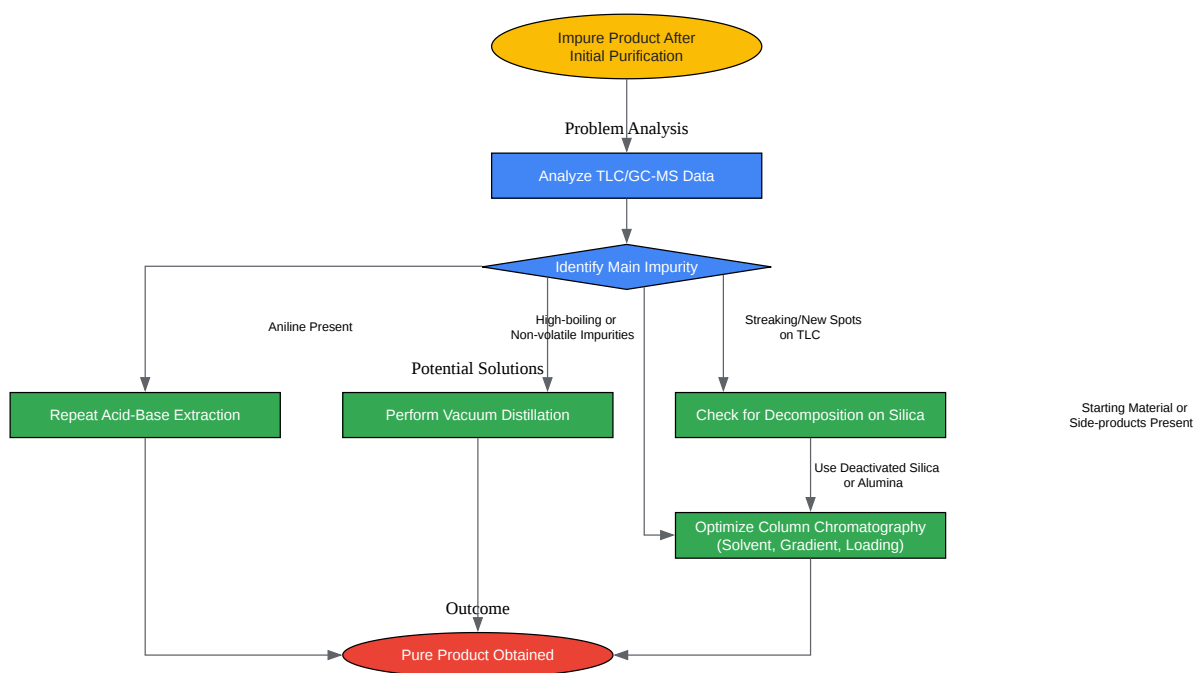 Impure Product After
Initial Purification
Problem Analysis
Analyze TLC/GC-MS Data
Identify Main Impurity
Aniline Present
High-boiling or
Non-volatile Impurities
Streaking/New Spots
on TLC
Potential Solutions
Repeat Acid-Base Extraction
Perform Vacuum Distillation
Check for Decomposition on Silica
Starting Material or
Side-products Present
Use Deactivated Silica
or Alumina
Optimize Column Chromatography
(Solvent, Gradient, Loading)
Outcome
Pure Product Obtained